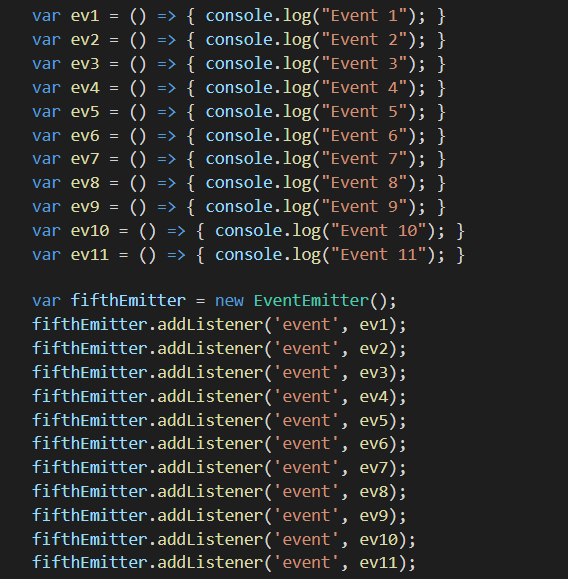 var ev1 = () => { console.log("Event 1"); }
var ev2 = () => { console.log("Event 2"); }
var ev3 = () => { console.log("Event 3"); }
var ev4 = () => { console.log("Event 4"); }
var ev5 = () => { console.log("Event 5"); }
var ev6 = () => { console.log("Event 6"); }
var ev7 = () => { console.log("Event 7"); }
var ev8 = () => { console.log("Event 8"); }
var ev9 = () => { console.log("Event 9"); }
var ev10 = () => { console.log("Event 10"); }
var ev11 = () => { console.log("Event 11"); }

var fifthEmitter = new EventEmitter();
fifthEmitter.addListener('event', ev1);
fifthEmitter.addListener('event', ev2);
fifthEmitter.addListener('event', ev3);
fifthEmitter.addListener('event', ev4);
fifthEmitter.addListener('event', ev5);
fifthEmitter.addListener('event', ev6);
fifthEmitter.addListener('event', ev7);
fifthEmitter.addListener('event', ev8);
fifthEmitter.addListener('event', ev9);
fifthEmitter.addListener('event', ev10);
fifthEmitter.addListener('event', ev11);